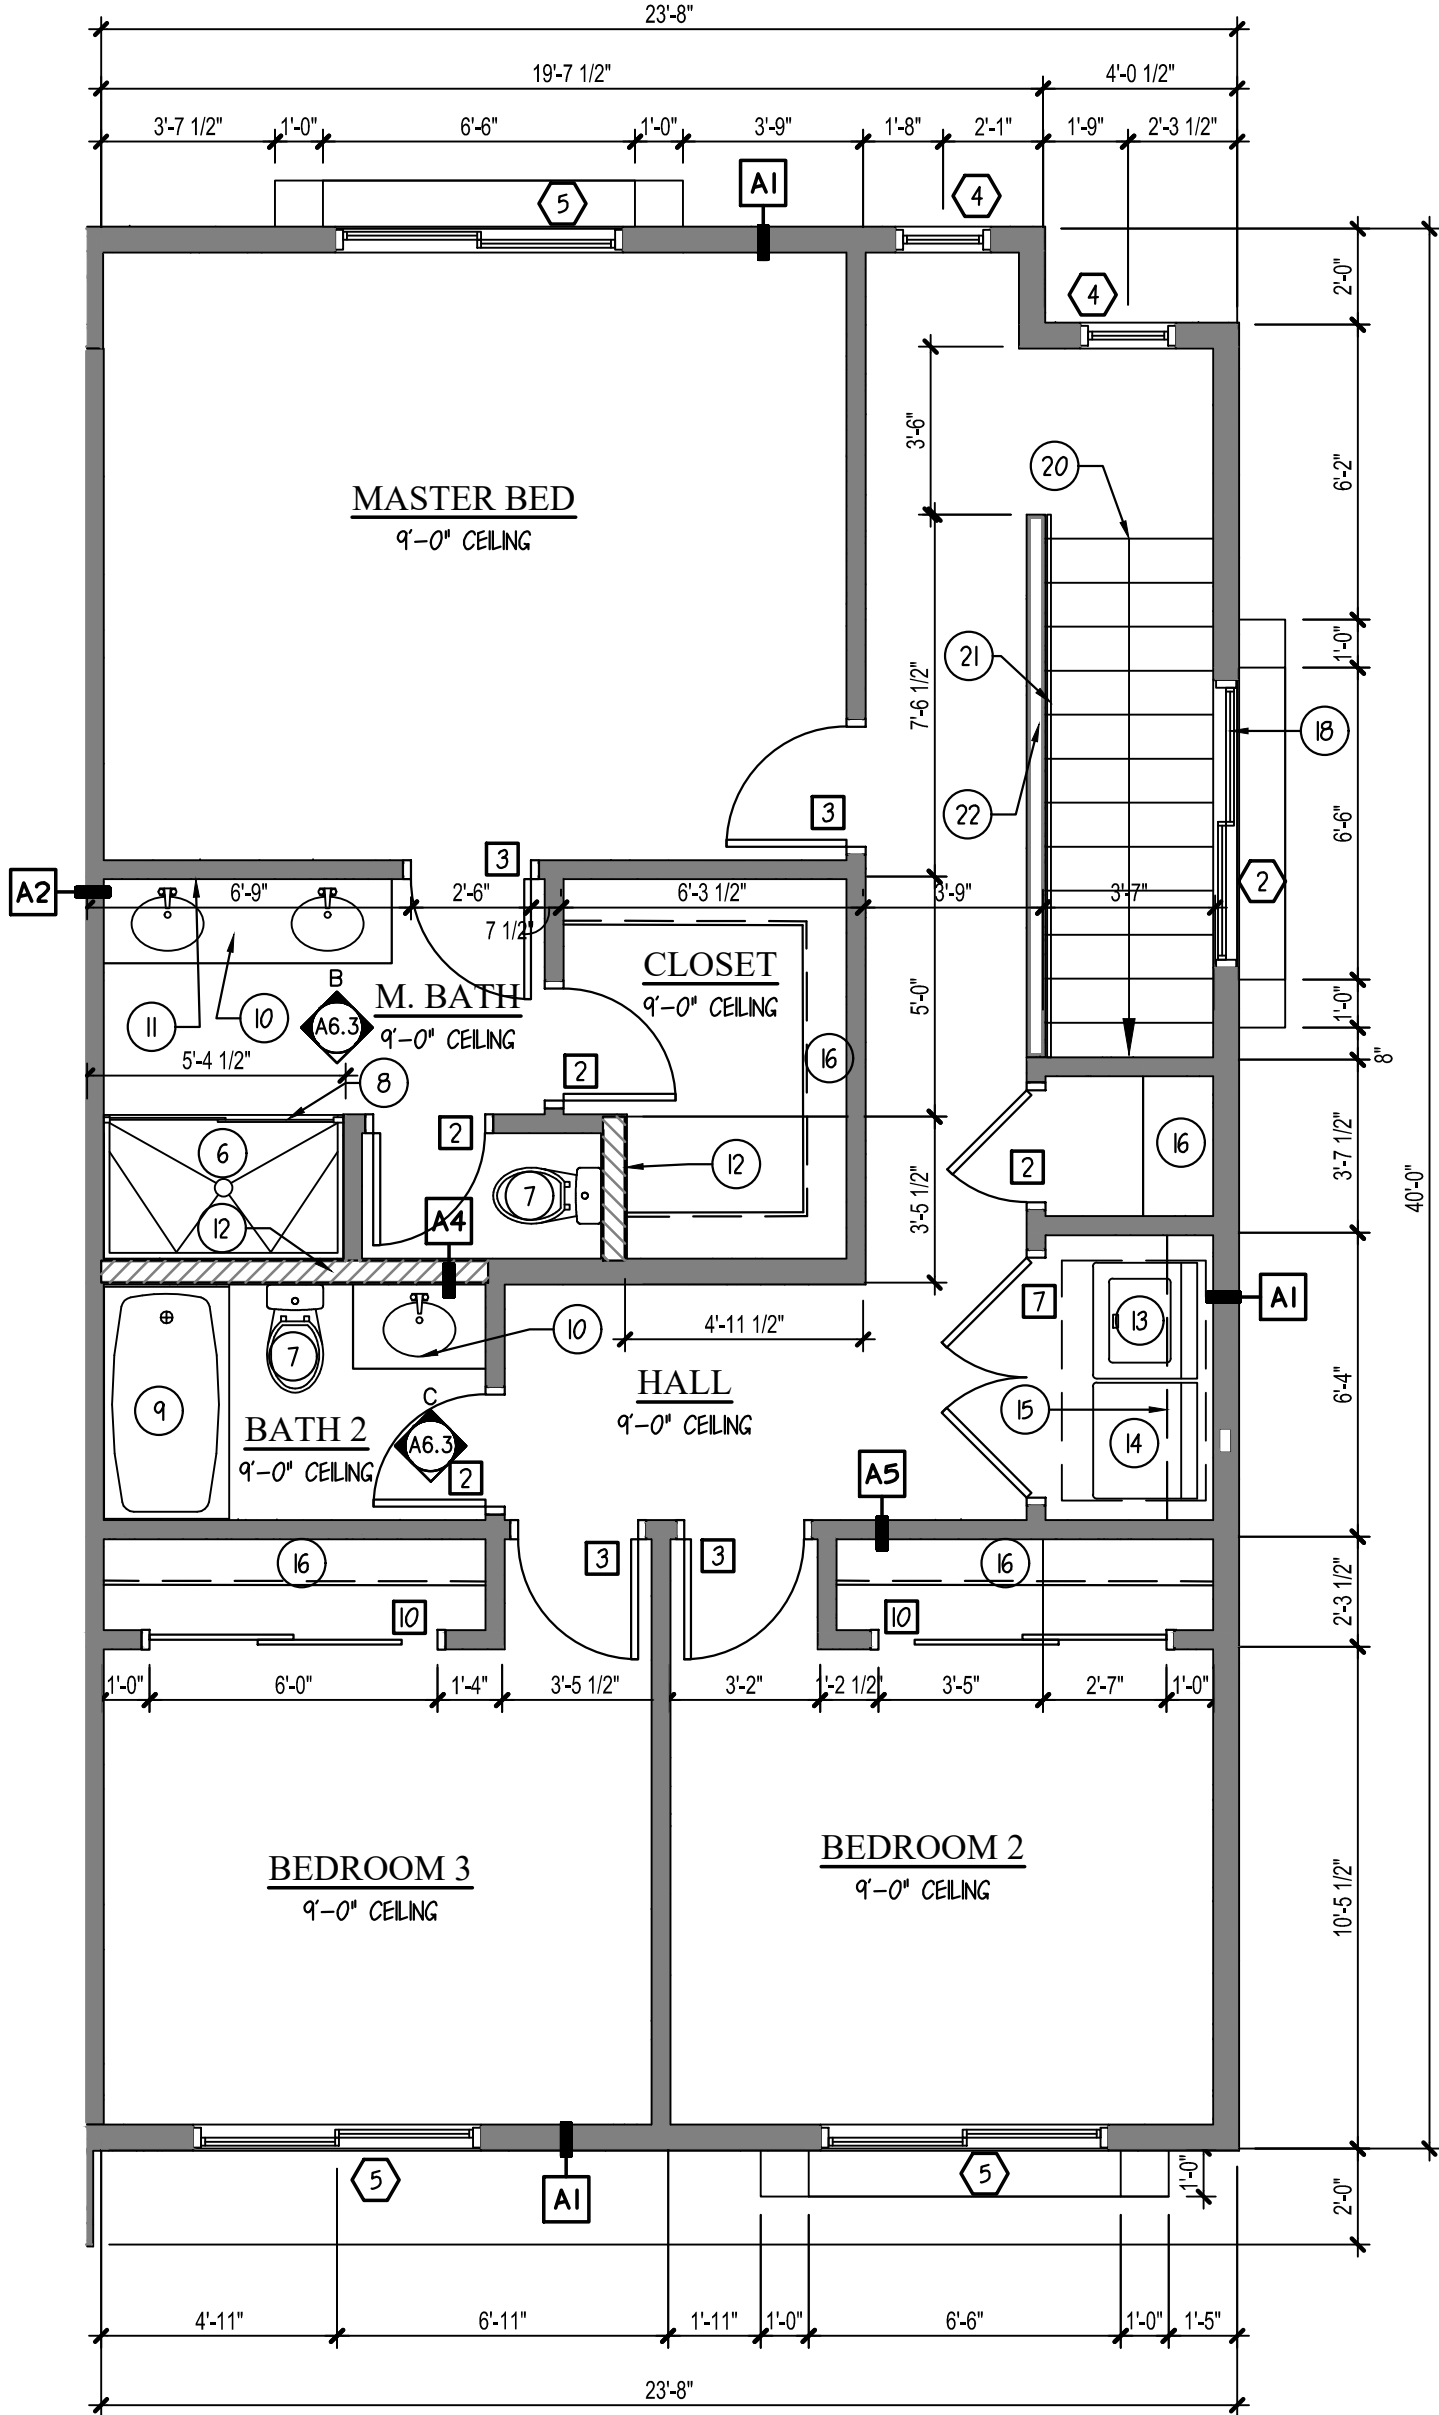 23'-8"
19'-7 1/2" 4'-0 1/2"
3'-7 1/2" 1'-0" 6'-6" 1'-0" 3'-9" 1'-8" 2'-1" 1'-9" 2'-3 1/2"
A1
5
4
4
2'-0"
3'-6"
20
6'-2"
MASTER BED
9'-0" CEILING
21
7'-6 1/2"
1'-0"
18
3
22
6'-6"
3
A2
6'-9" 2'-6" 7 1/2" 6'-3 1/2" 3'-9" 3'-7"
2
CLOSET
9'-0" CEILING
B
A6.3
M. BATH
9'-0" CEILING
11
10
5'-0"
1'-0"
8"
5'-4 1/2"
8
2
16
6
2
12
2
16
3'-7 1/2"
7
40'-0"
12
A4
3'-5 1/2"
7
13
A1
4'-11 1/2"
10
7
9
HALL
9'-0" CEILING
6'-4"
C
A6.3
BATH 2
9'-0" CEILING
2
15
14
A5
16
3
3
16
10
10
2'-3 1/2"
1'-0" 6'-0" 1'-4" 3'-5 1/2" 3'-2" 1'-2 1/2" 3'-5" 2'-7" 1'-0"
BEDROOM 3
9'-0" CEILING
BEDROOM 2
9'-0" CEILING
10'-5 1/2"
5
A1
5
1'-0"
2'-0"
4'-11" 6'-11" 1'-11" 1'-0" 6'-6" 1'-0" 1'-5"
23'-8"